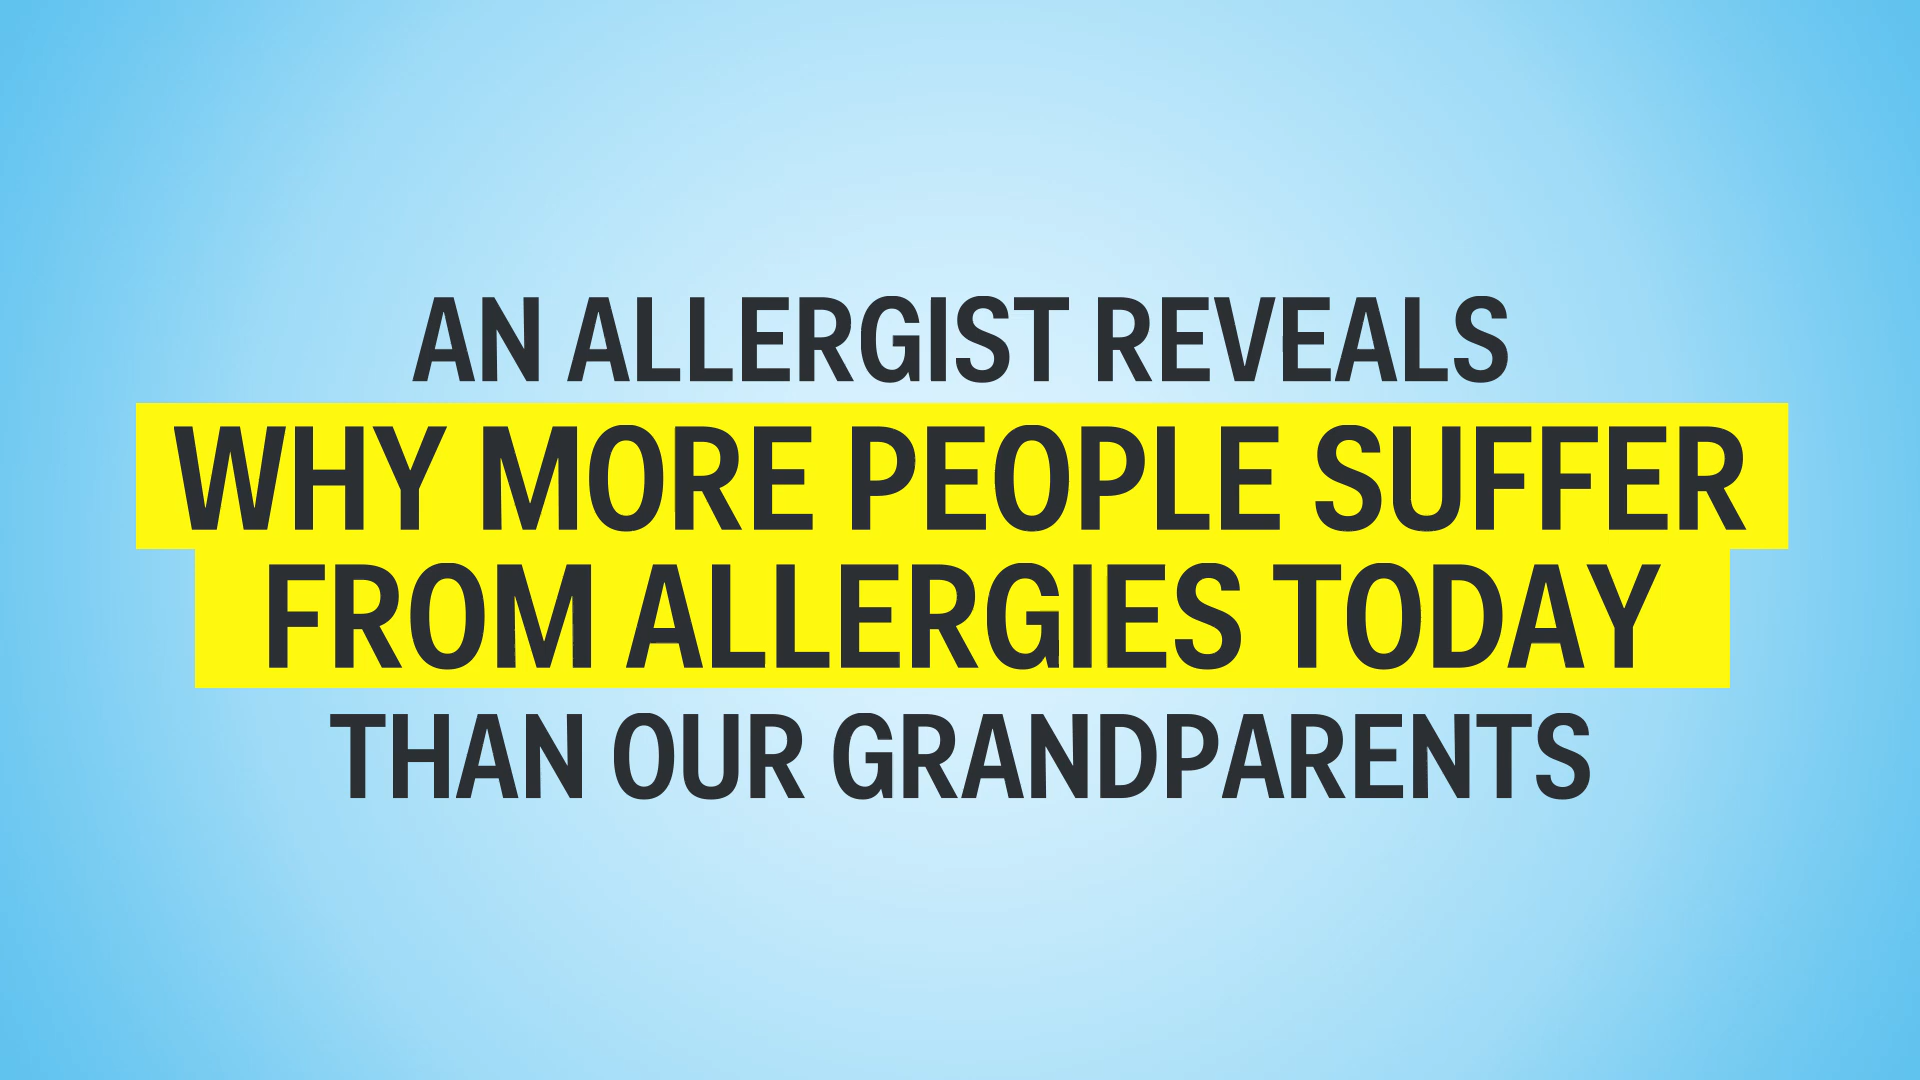 AN ALLERGIST REVEALS
WHY MORE PEOPLE SUFFER
FROM ALLERGIES TODAY
THAN OUR GRANDPARENTS